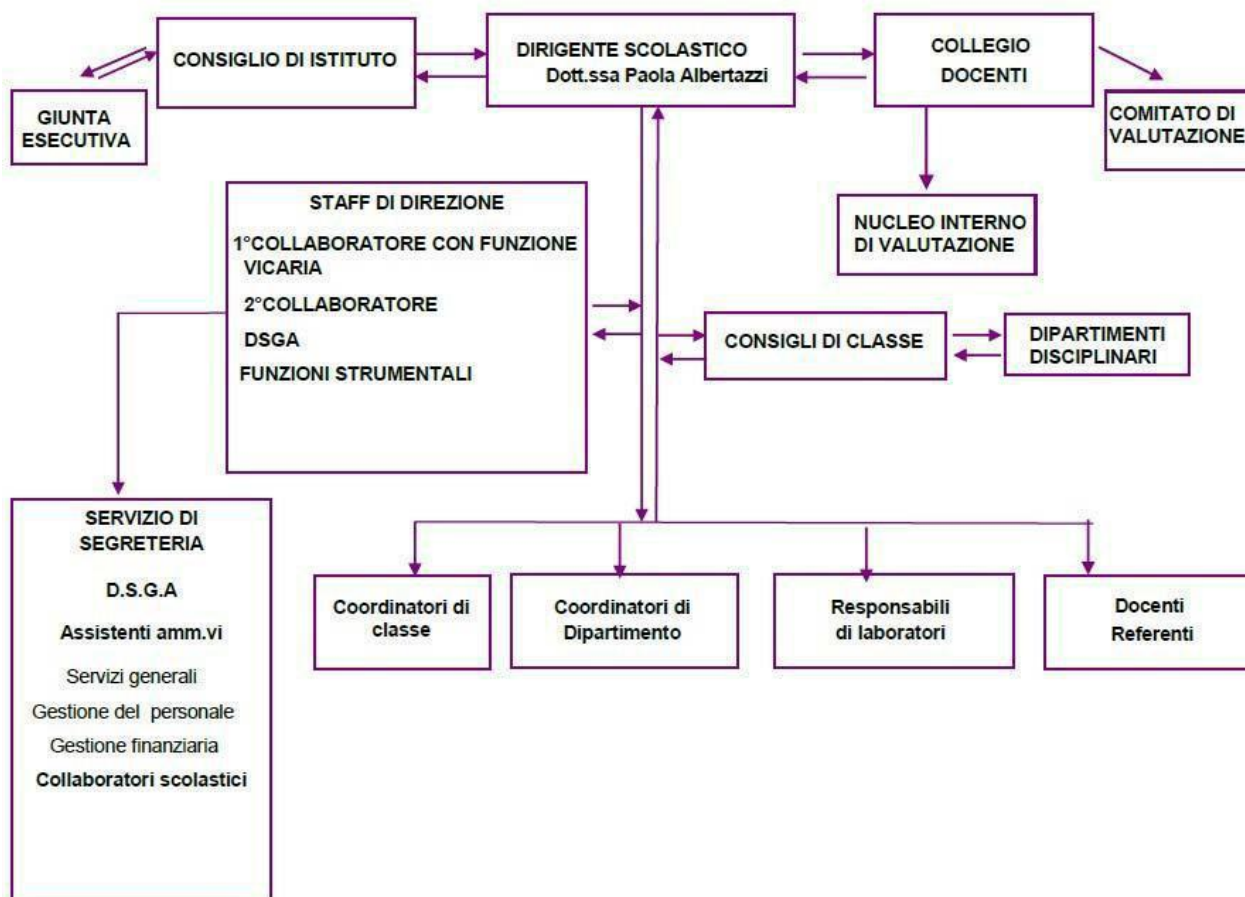 CONSIGLIO DI ISTITUTO
DIRIGENTE SCOLASTICO
Dott.ssa Paola Albertazzi
COLLEGIO
DOCENTI
GIUNTA
ESECUTIVA
COMITATO DI
VALUTAZIONE
NUCLEO INTERNO
DI VALUTAZIONE
STAFF DI DIREZIONE
1°COLLABORATORE CON FUNZIONE
VICARIA
2°COLLABORATORE
DSGA
FUNZIONI STRUMENTALI
CONSIGLI DI CLASSE
DIPARTIMENTI
DISCIPLINARI
SERVIZIO DI
SEGRETERIA
D.S.G.A
Assistenti amm.vi
Servizi generali
Gestione del personale
Gestione finanziaria
Collaboratori scolastici
Coordinatori di
classe
Coordinatori di
Dipartimento
Responsabili
di laboratori
Docenti
Referenti